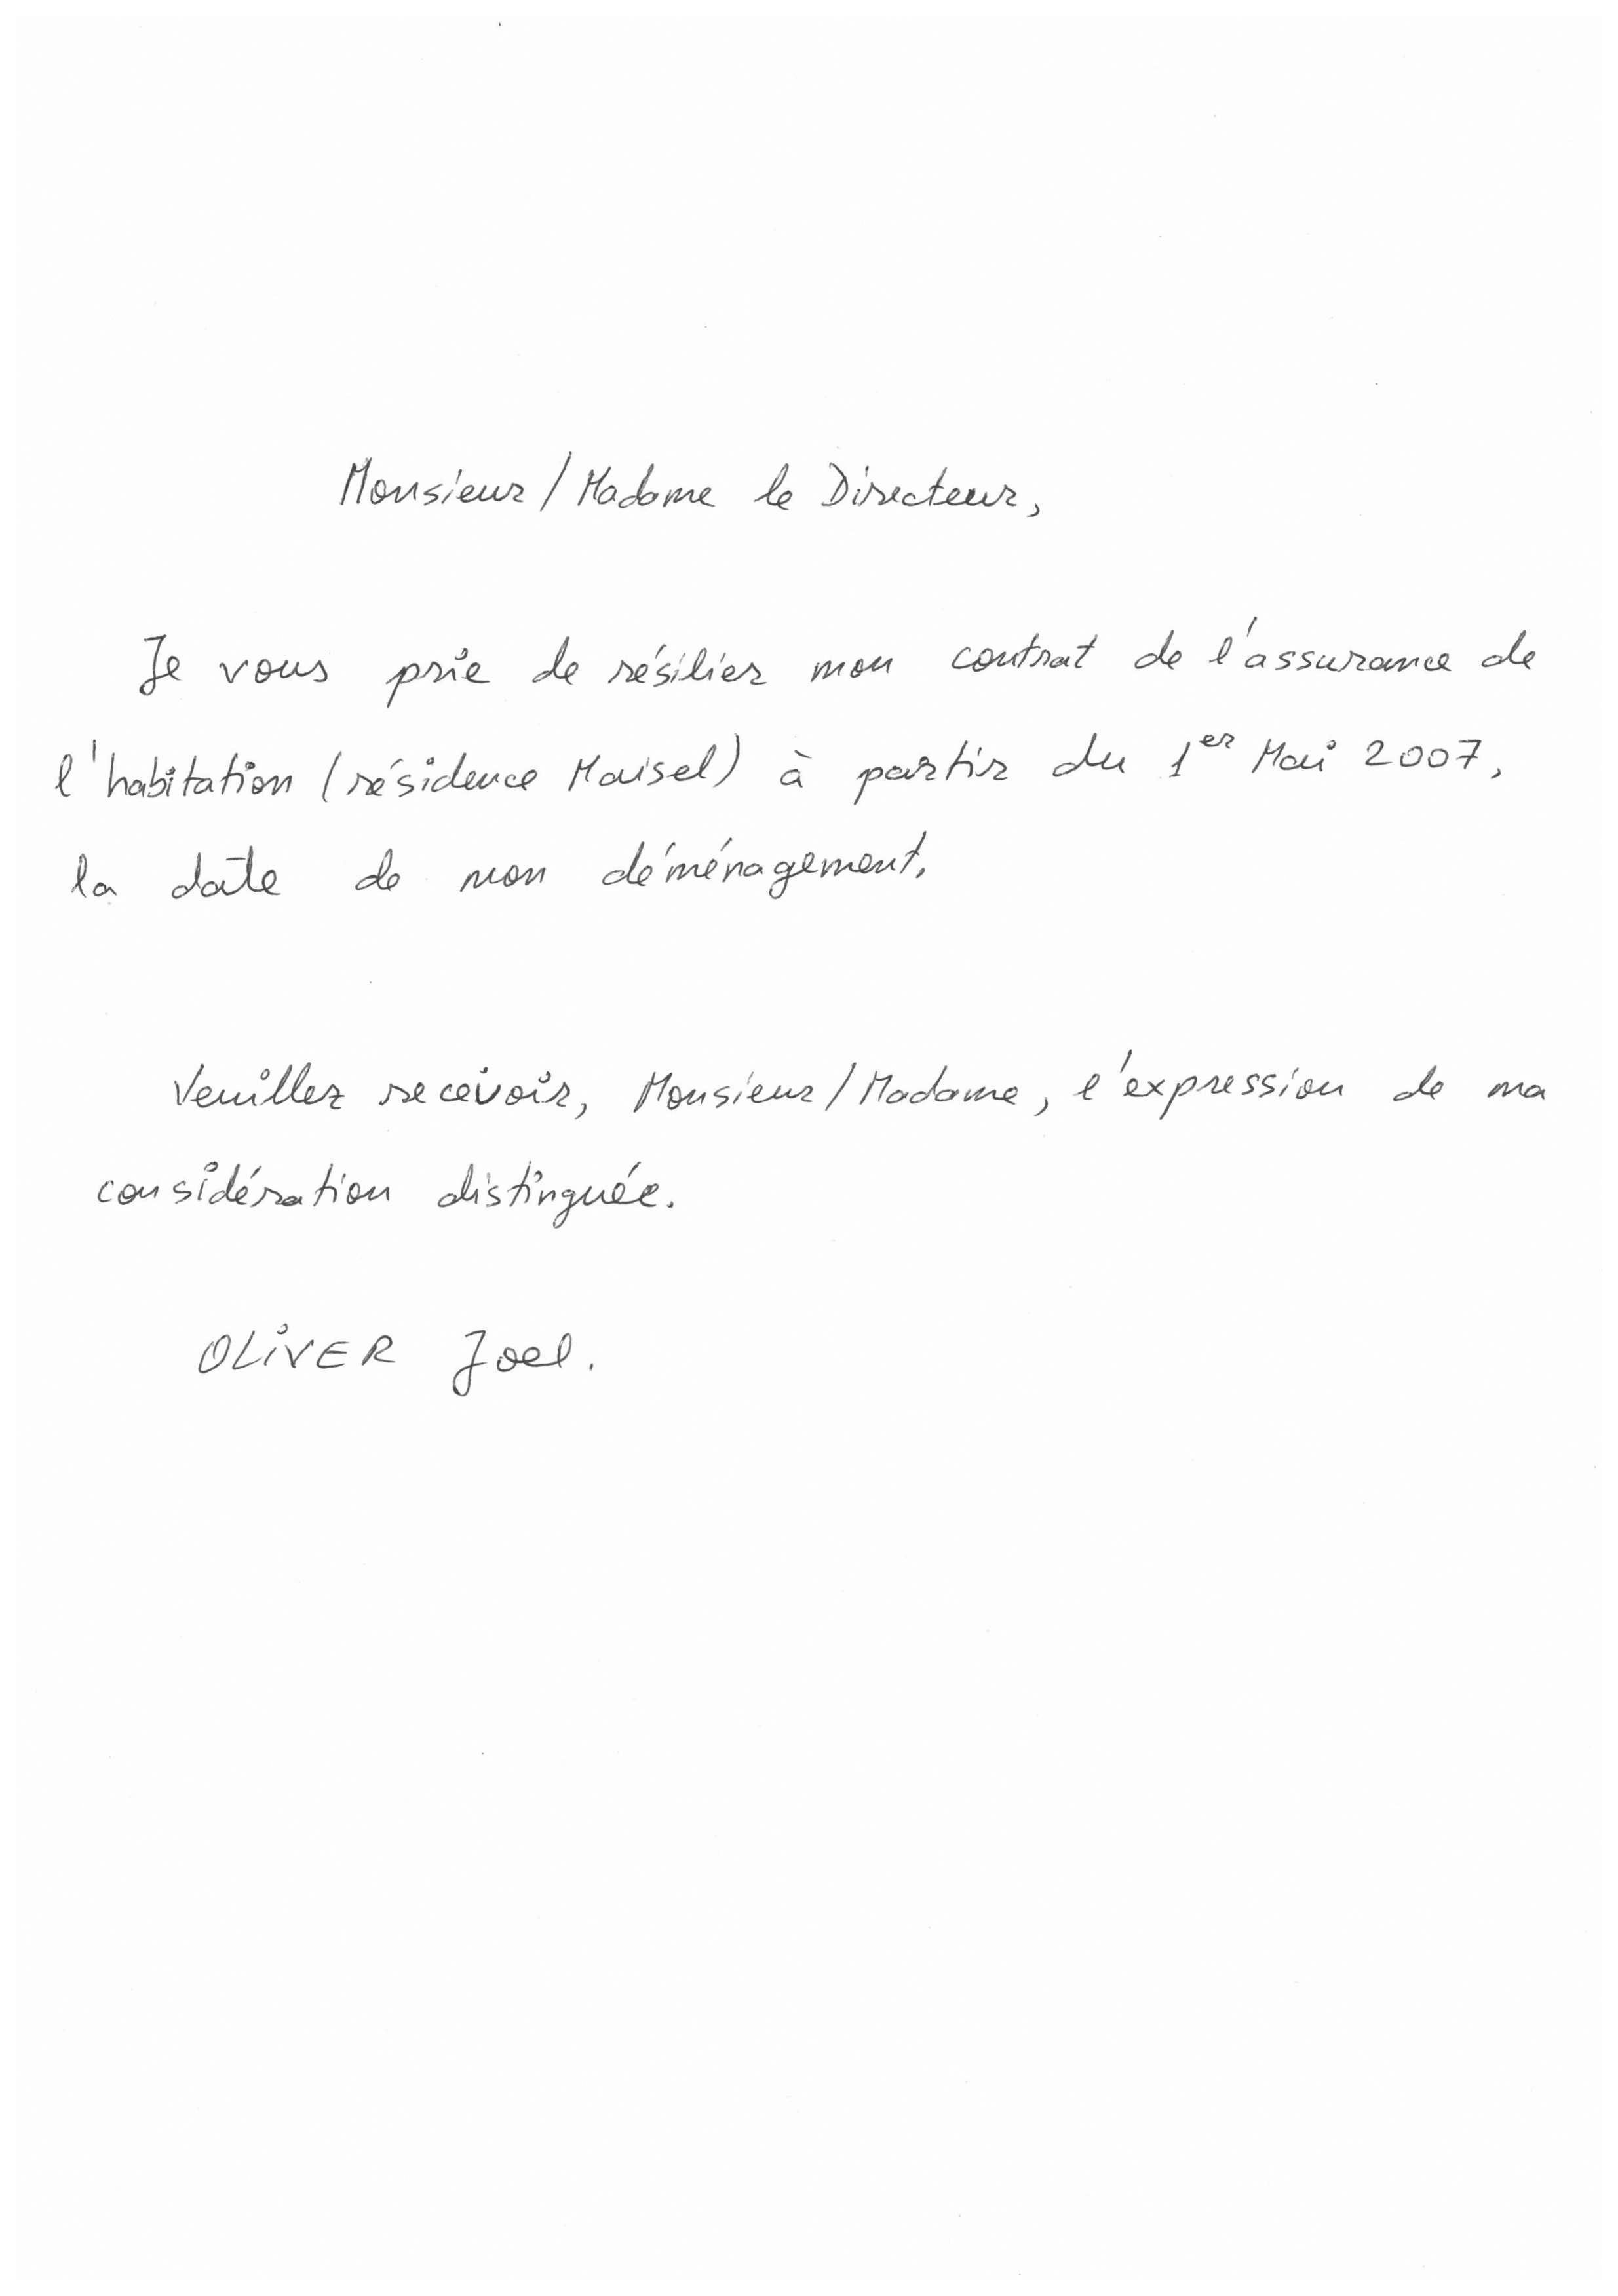 Monsieur / Madame le Directeur,
Je vous prie de résilier mon contrat de l'assurance de
l'habitation (résidence Maisel) à partir du 1er Mai 2007,
la date de mon déménagement.
Veuillez recevoir, Monsieur / Madame, l'expression de ma
considération distinguée.
OLIVER Joel.